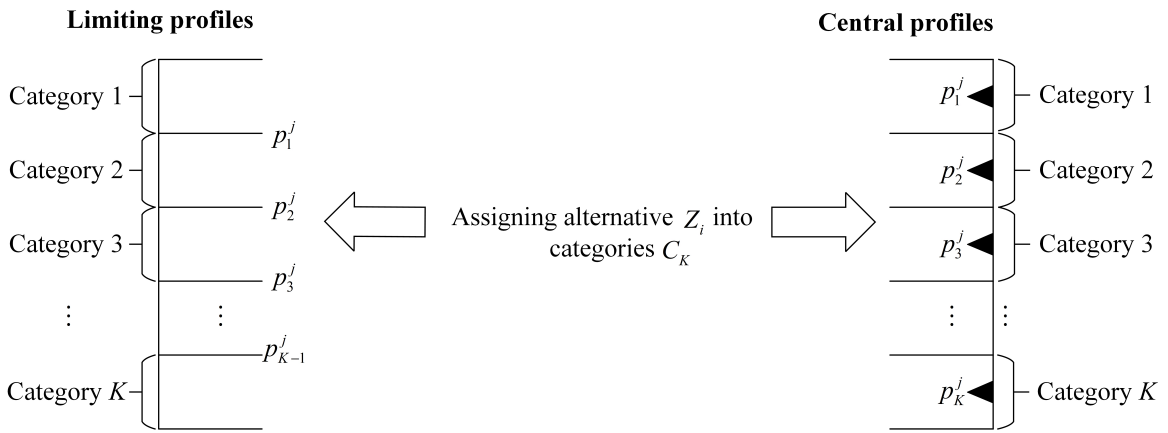 Limiting profiles
Category 1
p_1^j
Category 2
p_2^j
Category 3
p_3^j
⋮ ⋮
p_{K-1}^j
Category K
Assigning alternative Z_i into
categories C_K
Central profiles
p_1^j Category 1
p_2^j Category 2
p_3^j Category 3
⋮ ⋮
p_K^j Category K